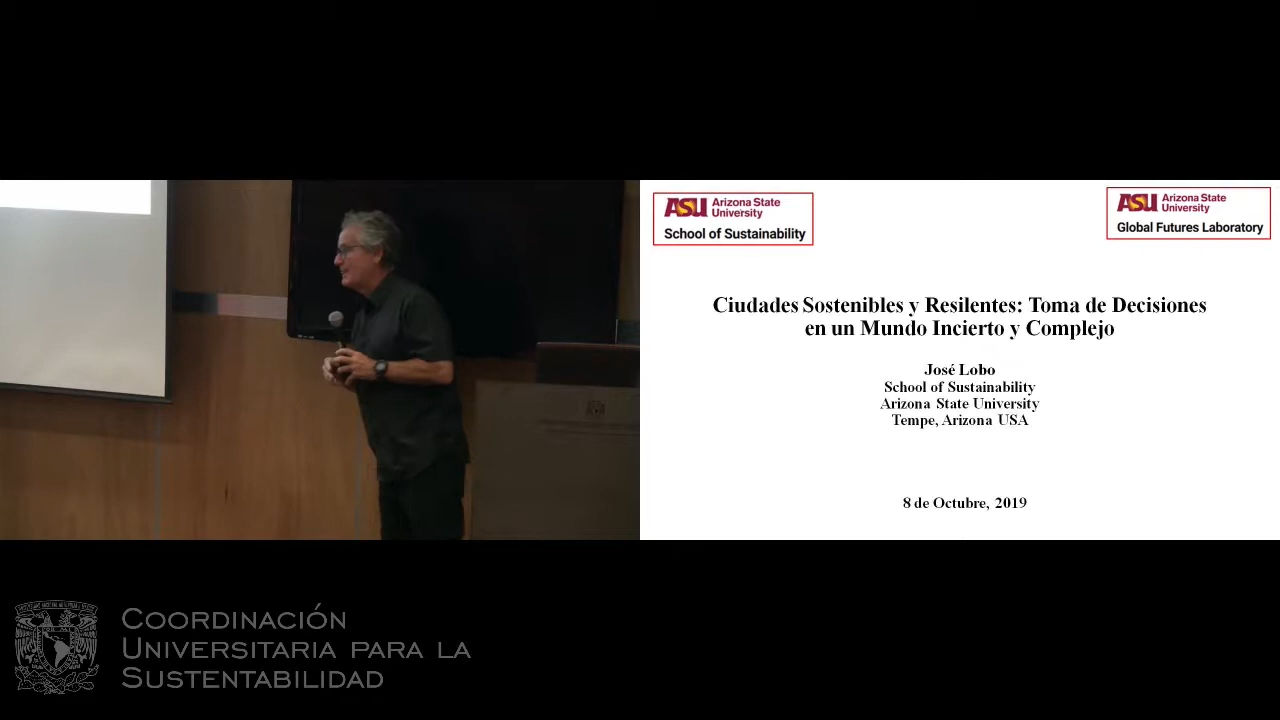 ASU Arizona State
University
School of Sustainability
ASU Arizona State
University
Global Futures Laboratory
Ciudades Sostenibles y Resilentes: Toma de Decisiones
en un Mundo Incierto y Complejo
José Lobo
School of Sustainability
Arizona State University
Tempe, Arizona USA
8 de Octubre, 2019
COORDINACIÓN
UNIVERSITARIA PARA LA
SUSTENTABILIDAD